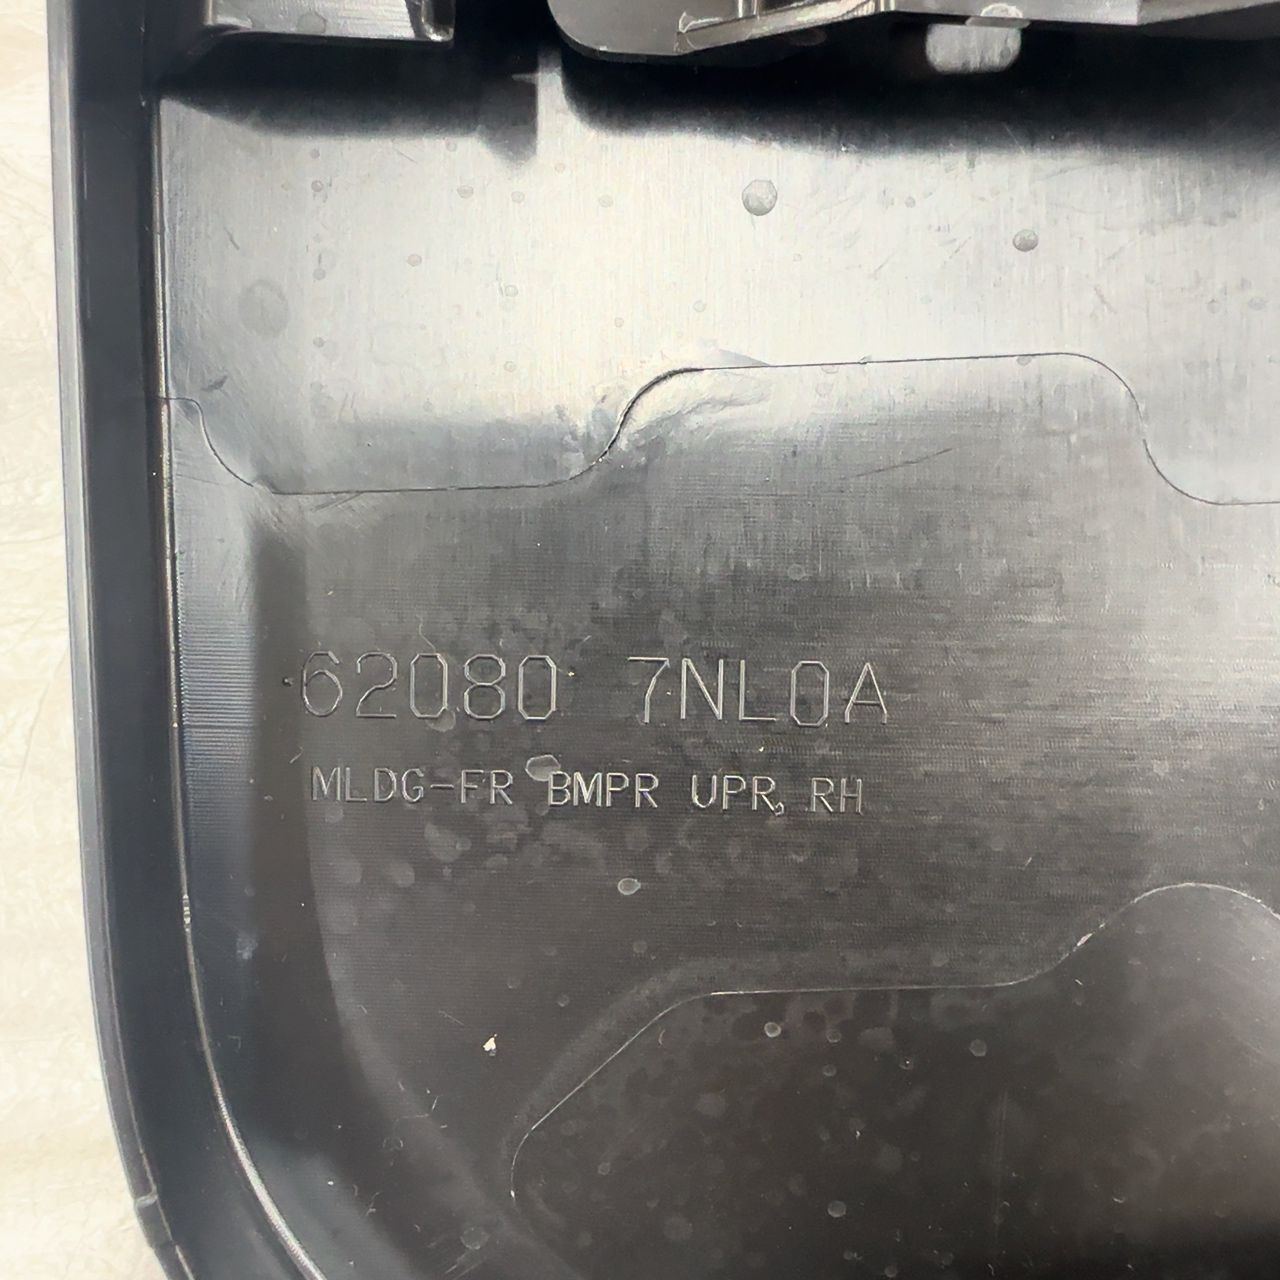 62080 7NL0A
MLDG-FR BMPR UPR, RH